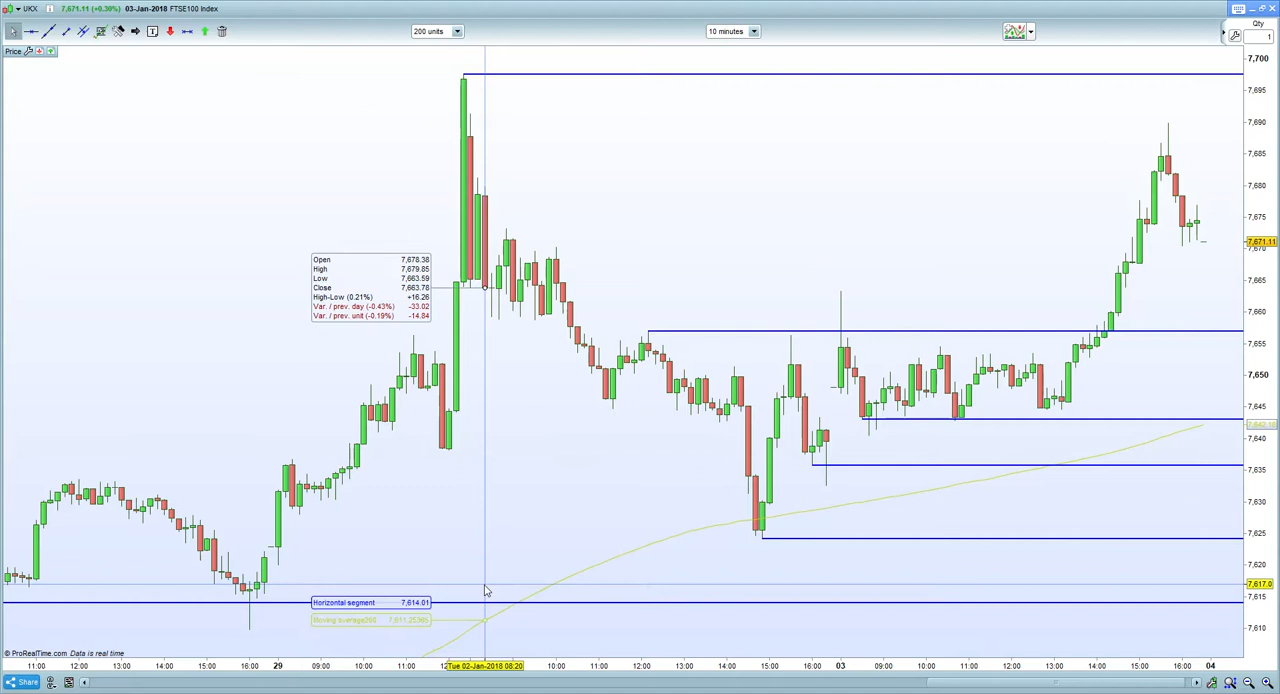 UKX 7,671.11 (+0.30%) 03-Jan-2018 FTSE100 Index
200 units
10 minutes
Qty
1
Price
7,700
7,695
7,690
7,685
7,680
7,675
7,671.11
7,670
7,665
7,660
7,655
7,650
7,645
7,640
7,635
7,630
7,625
7,617.0
7,615
7,610
Open 7,678.38
High 7,679.85
Low 7,663.59
Close 7,663.78
High-Low (0.21%) +16.26
Var. / prev. day (-0.43%) -33.02
Var. / prev. unit (-0.19%) -14.84
Horizontal segment 7,614.01
Moving average200
© ProRealTime.com Data is real time
11:00 12:00 13:00 14:00 15:00 16:00 29 09:00 10:00 11:00 Tue 02-Jan-2018 08:20 10:00 11:00 12:00 13:00 14:00 15:00 16:00 03 09:00 10:00 11:00 12:00 13:00 14:00 15:00 16:00 04
Share